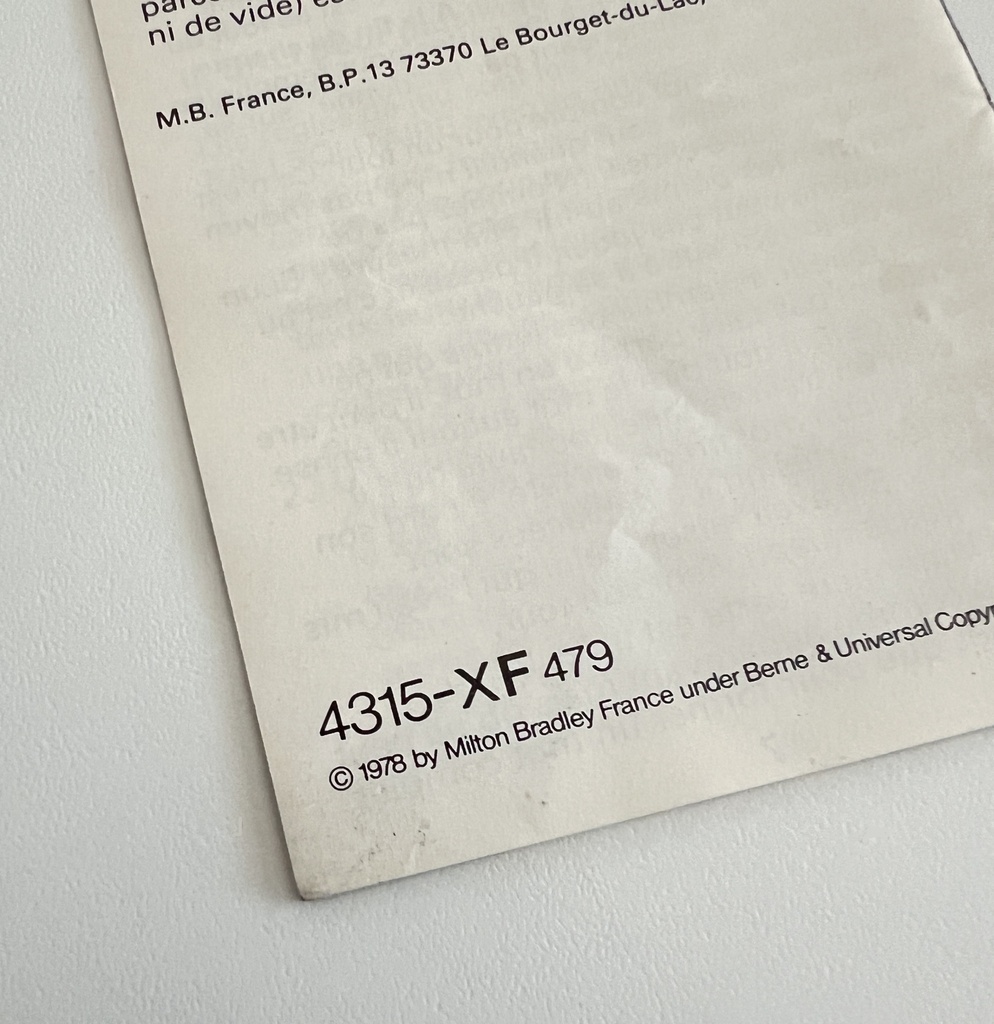 ni de vide)
M.B. France, B.P.13 73370 Le Bourget-du-Lac,
4315-XF 479
© 1978 by Milton Bradley France under Berne & Universal